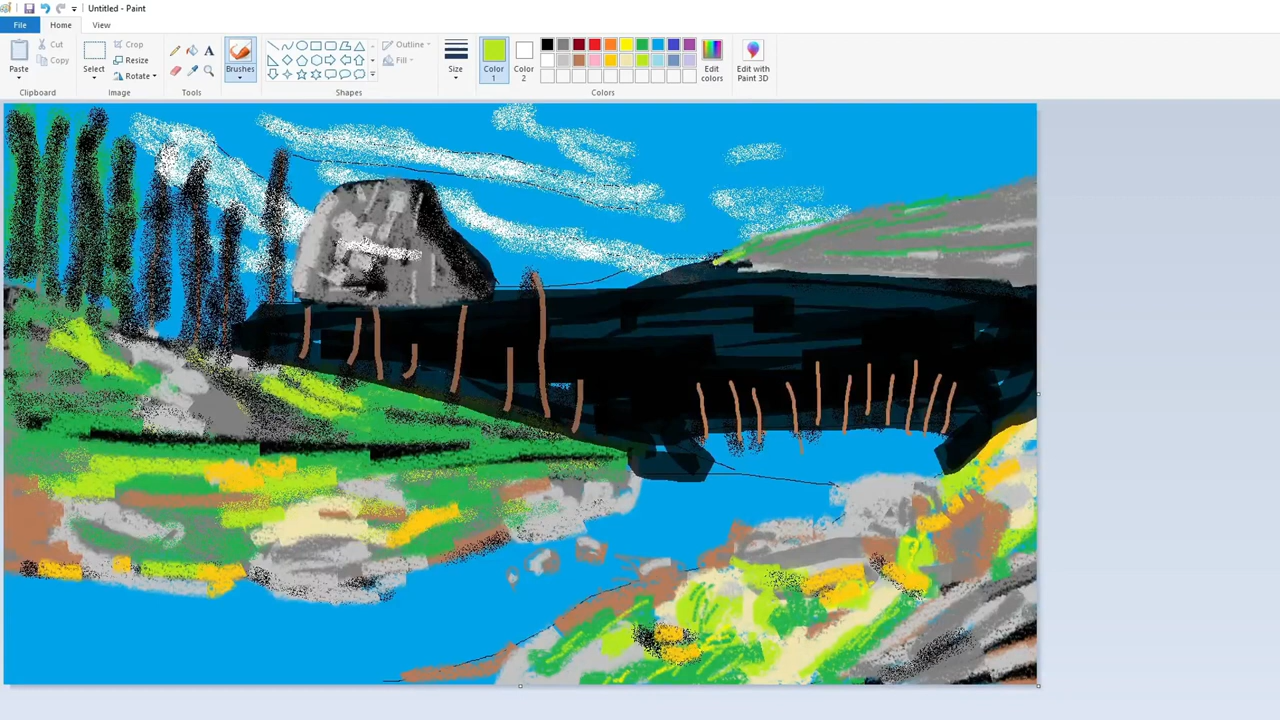 Untitled - Paint
File
Home
View
Paste
Cut
Copy
Clipboard
Select
Crop
Resize
Rotate
Image
A
Tools
Brushes
Outline
Fill
Shapes
Size
Color
1
Color
2
Edit
colors
Colors
Edit with
Paint 3D